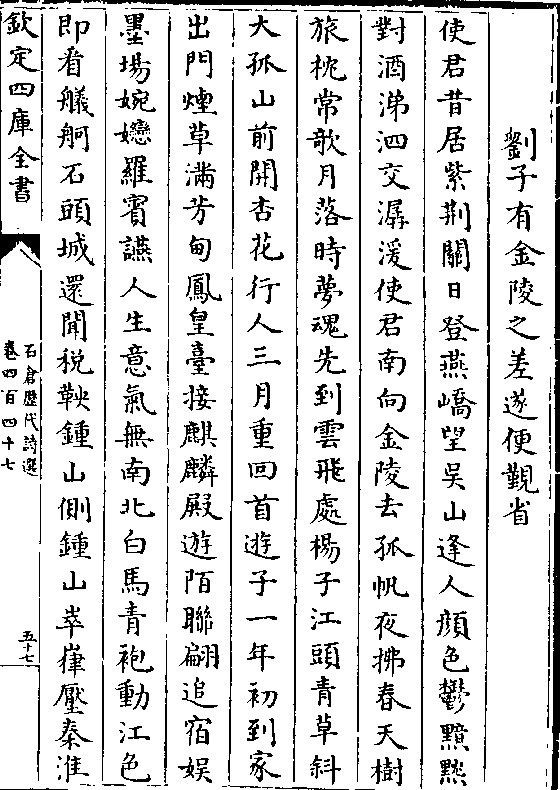 劉子有金陵之差遂便覲省
使君昔居紫荆關日登燕嶠望吳山逢人顔色鬱黯黮
對酒涕泗交潺湲使君南向金陵去孤帆夜拂春天樹
旅枕常歌月落時夢魂先到雲飛處楊子江頭青草斜
大孤山前開杏花行人三月重回首逰子一年初到家
出門煙草滿芳甸鳳皇臺接麒麟殿遊陌聯翩追宿娱
墨場婉孌羅賓讌人生意氣無南北白馬青袍動江色
即看艤舸石頭城還聞稅鞅鍾山側鍾山崒嵂壓秦淮
欽定四庫全書
石倉歷代詩選
卷四百四十七
五十七